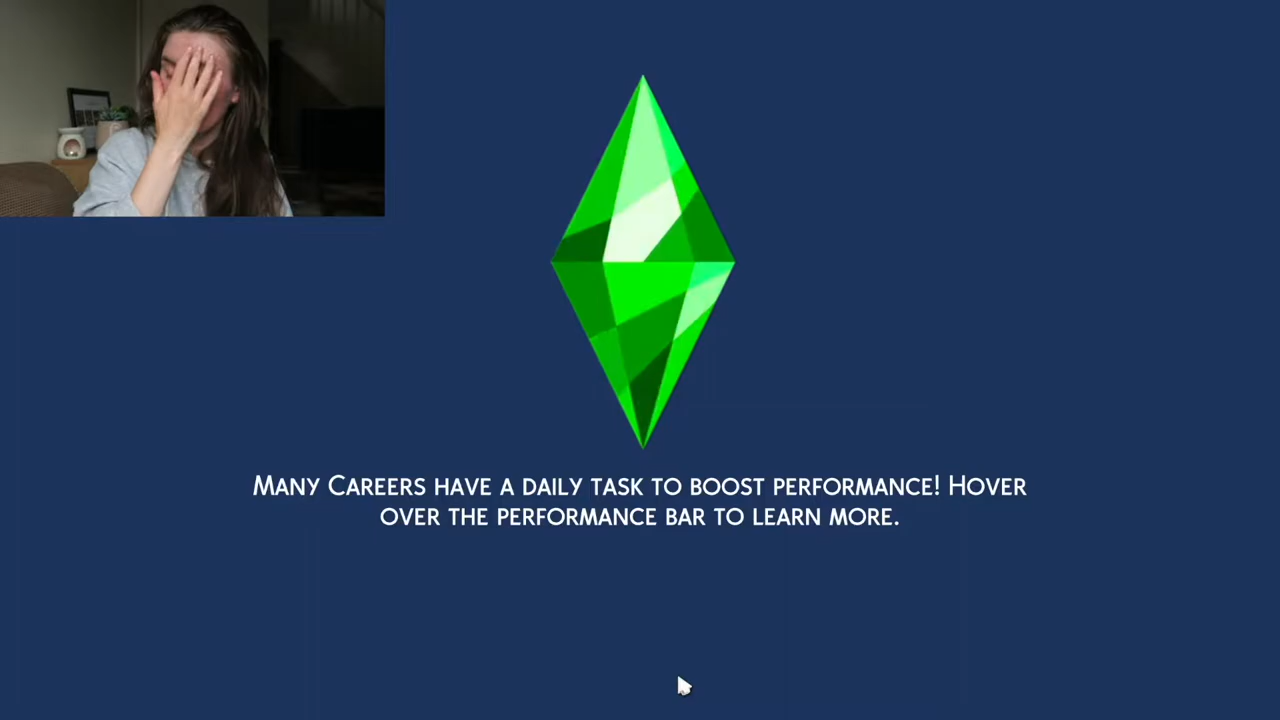 Many Careers have a daily task to boost performance! Hover
over the performance bar to learn more.